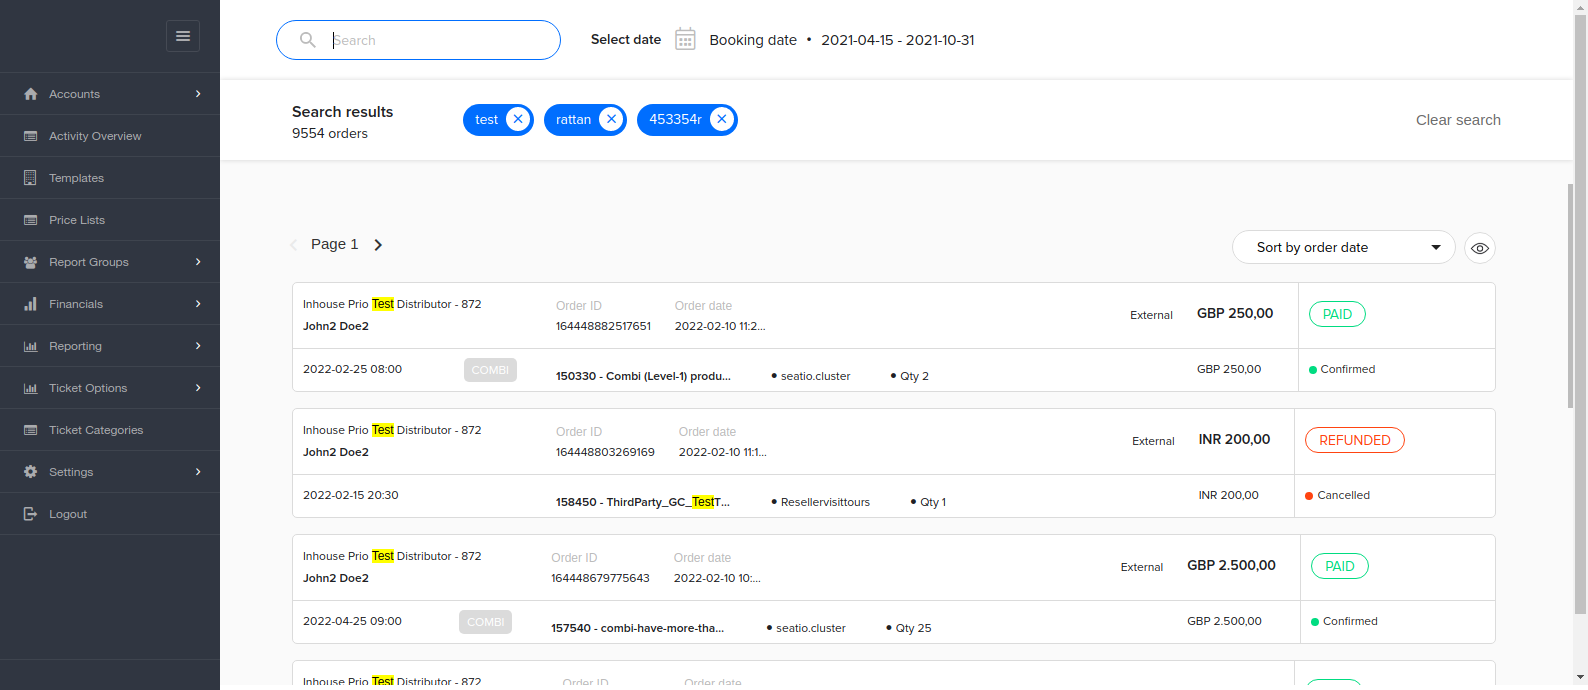 Search
Select date Booking date • 2021-04-15 - 2021-10-31
Accounts
Activity Overview
Templates
Price Lists
Report Groups
Financials
Reporting
Ticket Options
Ticket Categories
Settings
Logout
Search results
9554 orders
test
rattan
453354r
Clear search
Page 1
Sort by order date
Inhouse Prio Test Distributor - 872 Order ID Order date
John2 Doe2 164448882517651 2022-02-10 11:2... External GBP 250,00 PAID
2022-02-25 08:00 COMBI 150330 - Combi (Level-1) produ... • seatio.cluster • Qty 2 GBP 250,00 Confirmed
Inhouse Prio Test Distributor - 872 Order ID Order date
John2 Doe2 164448803269169 2022-02-10 11:1... External INR 200,00 REFUNDED
2022-02-15 20:30 158450 - ThirdParty_GC_TestT... • Resellervisittours • Qty 1 INR 200,00 Cancelled
Inhouse Prio Test Distributor - 872 Order ID Order date
John2 Doe2 164448679775643 2022-02-10 10:... External GBP 2.500,00 PAID
2022-04-25 09:00 COMBI 157540 - combi-have-more-tha... • seatio.cluster • Qty 25 GBP 2.500,00 Confirmed
Inhouse Prio Test Distributor - 872 Order ID Order date